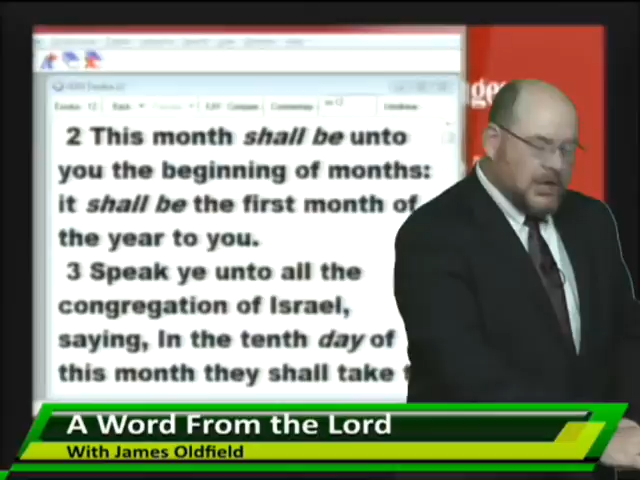 2 This month shall be unto
you the beginning of months:
it shall be the first month of
the year to you.
3 Speak ye unto all the
congregation of Israel,
saying, In the tenth day of
this month they shall take
A Word From the Lord
With James Oldfield